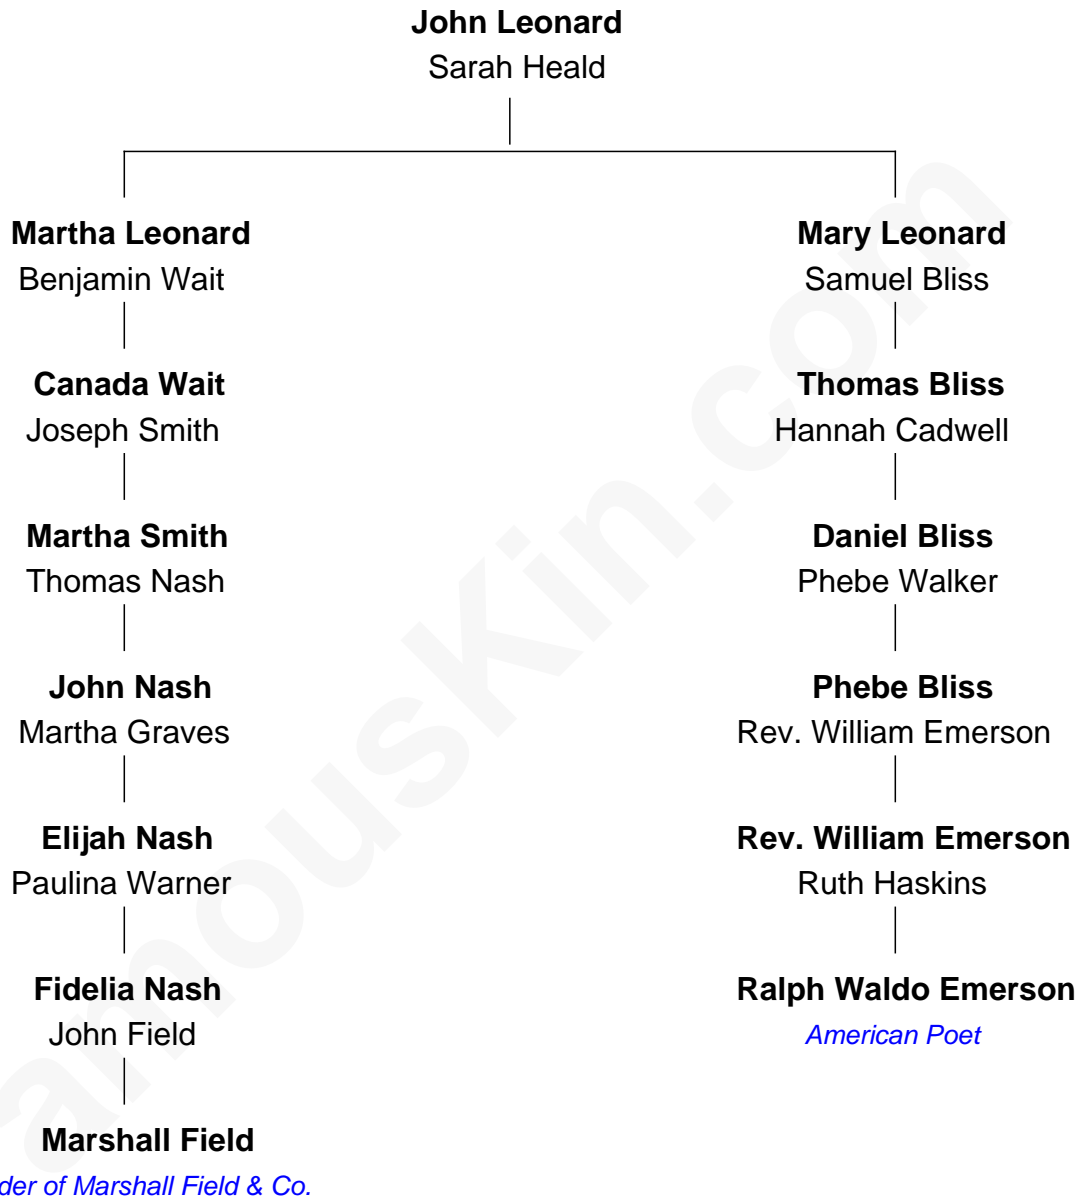 John Leonard
Sarah Heald
Martha Leonard
Benjamin Wait
Mary Leonard
Samuel Bliss
Canada Wait
Joseph Smith
Thomas Bliss
Hannah Cadwell
Martha Smith
Thomas Nash
Daniel Bliss
Phebe Walker
John Nash
Martha Graves
Phebe Bliss
Rev. William Emerson
Elijah Nash
Paulina Warner
Rev. William Emerson
Ruth Haskins
Fidelia Nash
John Field
Ralph Waldo Emerson
American Poet
Marshall Field
der of Marshall Field & Co.
amouskin.com